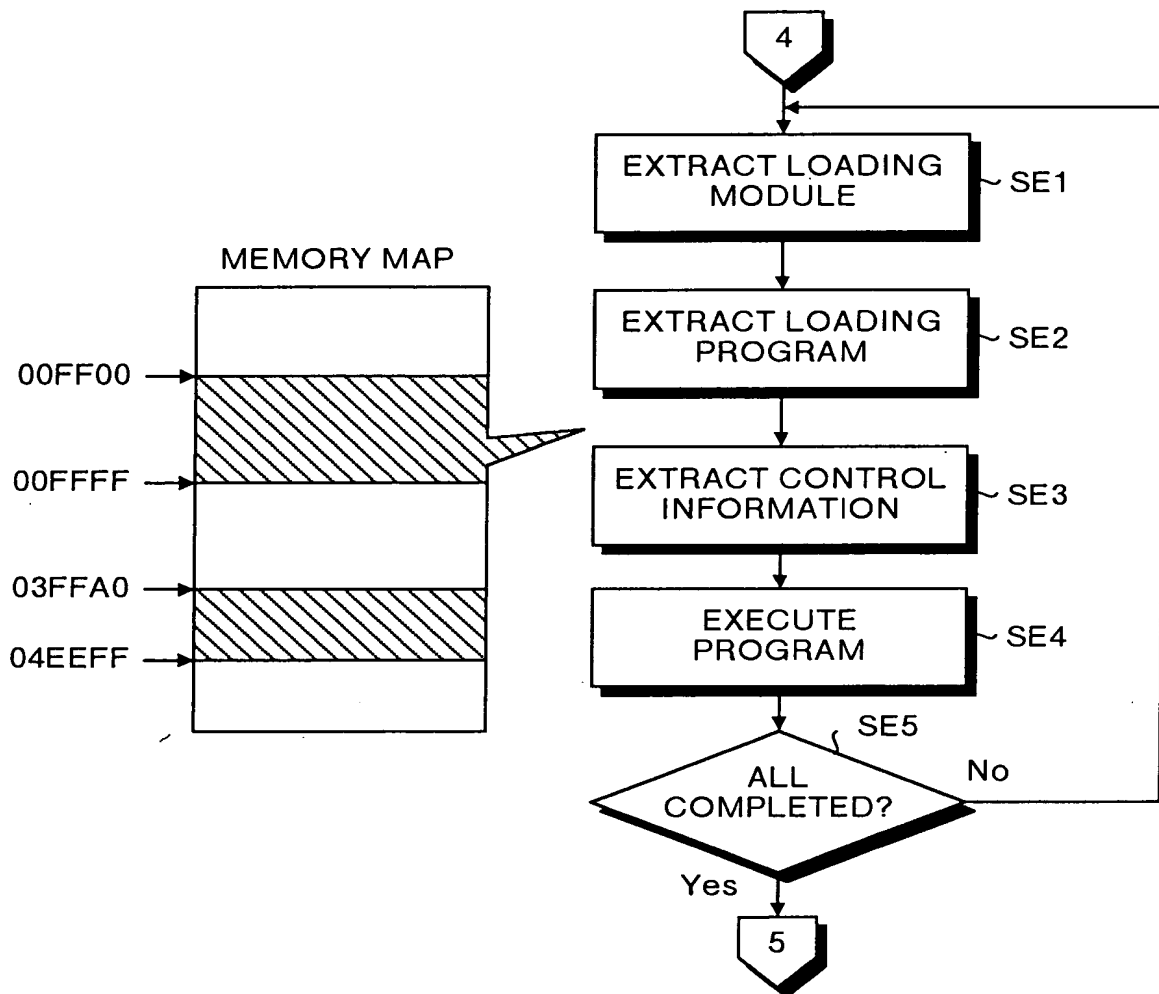 4
EXTRACT LOADING
MODULE
SE1
MEMORY MAP
EXTRACT LOADING
PROGRAM
SE2
00FF00
00FFFF
EXTRACT CONTROL
INFORMATION
SE3
03FFA0
04EEFF
EXECUTE
PROGRAM
SE4
SE5
ALL
COMPLETED?
No
Yes
5